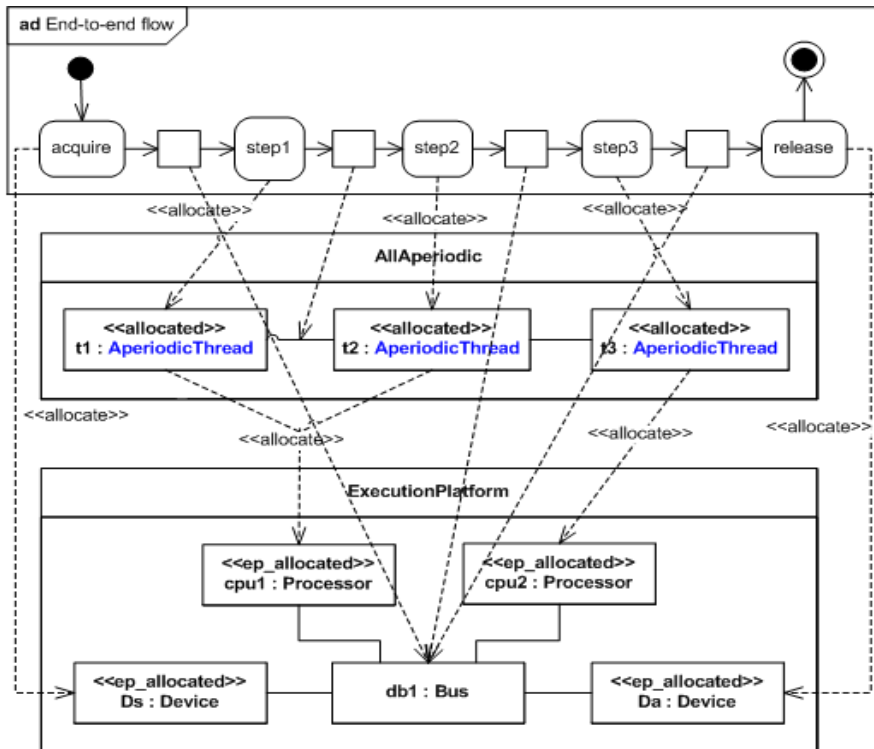 ad End-to-end flow
acquire
step1
step2
step3
release
<<allocate>>
<<allocate>>
<<allocate>>
AllAperiodic
<<allocated>>
t1 : AperiodicThread
<<allocated>>
t2 : AperiodicThread
<<allocated>>
t3 : AperiodicThread
<<allocate>>
<<allocate>>
<<allocate>>
<<allocate>>
ExecutionPlatform
<<ep_allocated>>
cpu1 : Processor
<<ep_allocated>>
cpu2 : Processor
<<ep_allocated>>
Ds : Device
db1 : Bus
<<ep_allocated>>
Da : Device